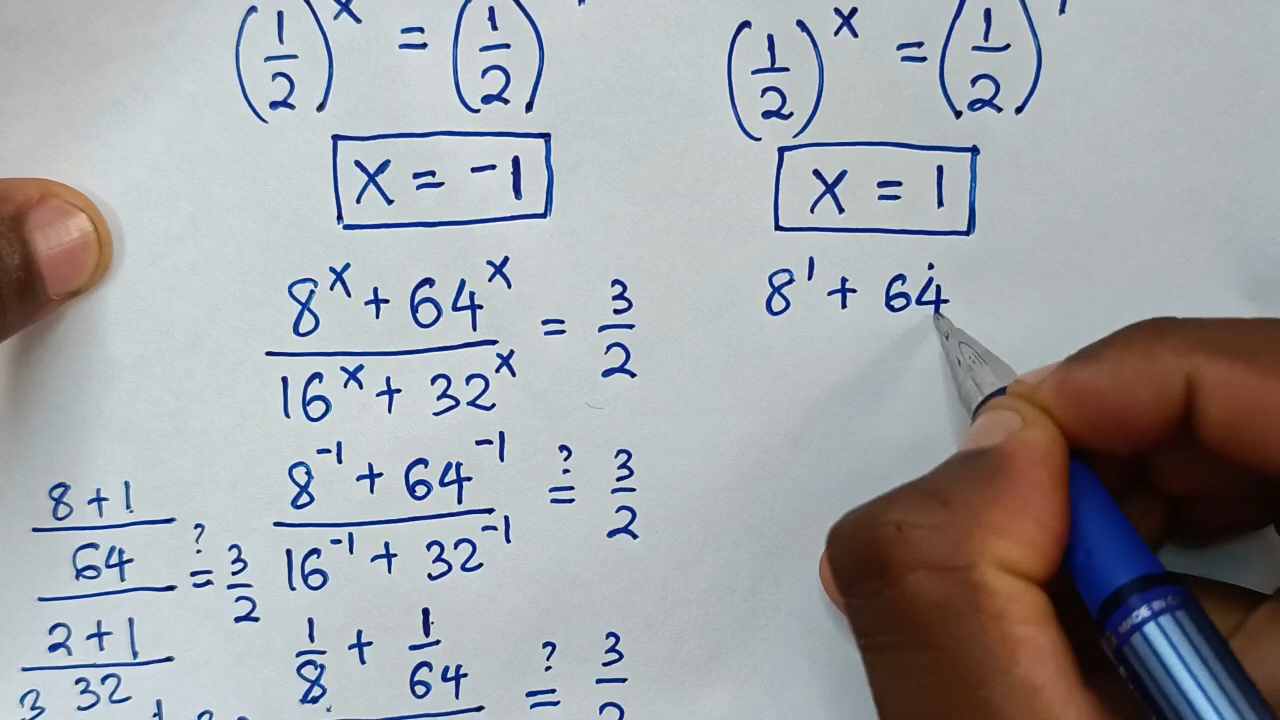 (1/2)^x = (1/2)
x = -1
(8^x + 64^x)/(16^x + 32^x) = 3/2
(8^-1 + 64^-1)/(16^-1 + 32^-1) ?= 3/2
1/8 + 1/64 ?= 3/2
((8+1)/64)/((2+1)/32) ?= 3/2
(1/2)^x = (1/2)
x = 1
8^1 + 64